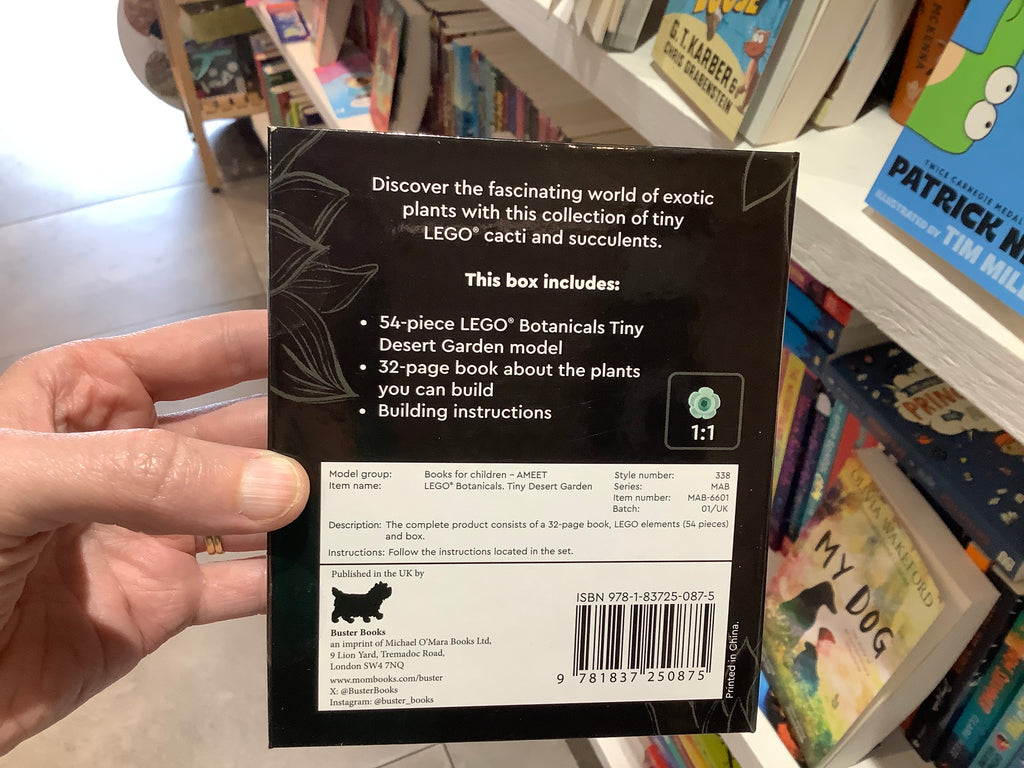 G. T. KARBER &
CHRIS GRABENSTEIN
MCKENNA
TWICE CARNEGIE MEDAL
PATRICK N
ILLUSTRATED BY TIM MIL
Discover the fascinating world of exotic
plants with this collection of tiny
LEGO® cacti and succulents.
This box includes:
• 54-piece LEGO® Botanicals Tiny
Desert Garden model
• 32-page book about the plants
you can build
• Building instructions
1:1
Model group: Books for children – AMEET
Item name: LEGO® Botanicals. Tiny Desert Garden
Style number: 338
Series: MAB
Item number: MAB-6601
Batch: 01/UK
Description: The complete product consists of a 32-page book, LEGO elements (54 pieces)
and box.
Instructions: Follow the instructions located in the set.
Published in the UK by
Buster Books
an imprint of Michael O'Mara Books Ltd,
9 Lion Yard, Tremadoc Road,
London SW4 7NQ
www.mombooks.com/buster
X: @BusterBooks
Instagram: @buster_books
ISBN 978-1-83725-087-5
9 781837 250875
Printed in China.
OLIVIA WAKEFORD
MY DOG